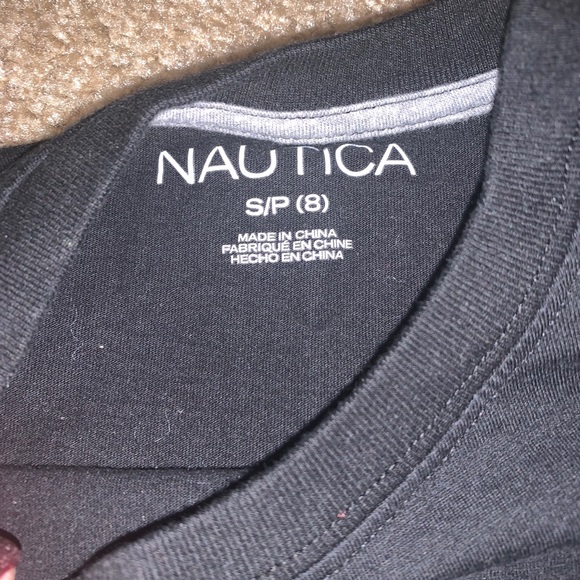 NAUTICA
S/P (8)
MADE IN CHINA
FABRIQUÉ EN CHINE
HECHO EN CHINA